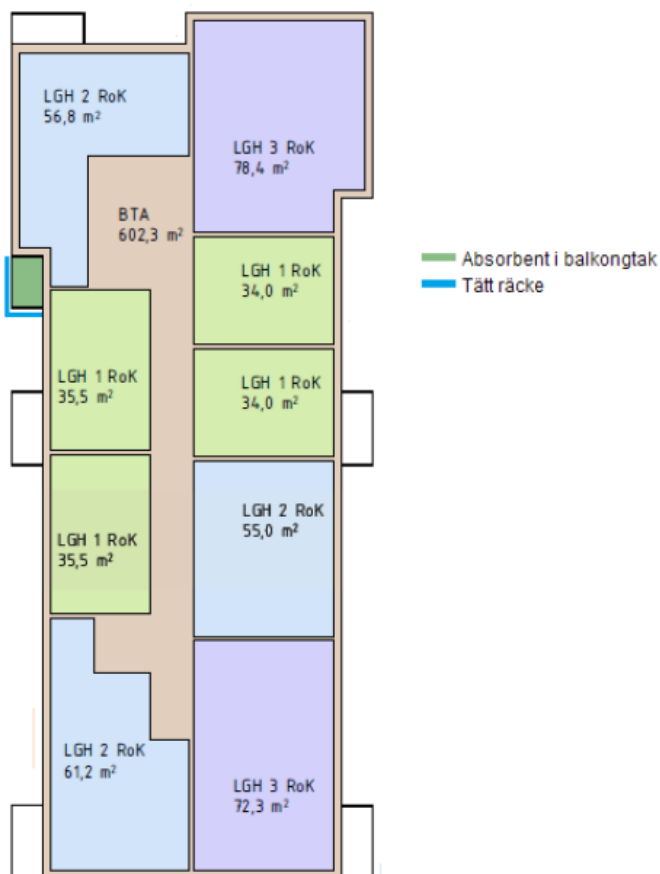 LGH 2 RoK
56,8 m²
LGH 3 RoK
78,4 m²
BTA
602,3 m²
Absorbent i balkongtak
Tätt räcke
LGH 1 RoK
34,0 m²
LGH 1 RoK
35,5 m²
LGH 1 RoK
34,0 m²
LGH 2 RoK
55,0 m²
LGH 1 RoK
35,5 m²
LGH 2 RoK
61,2 m²
LGH 3 RoK
72,3 m²